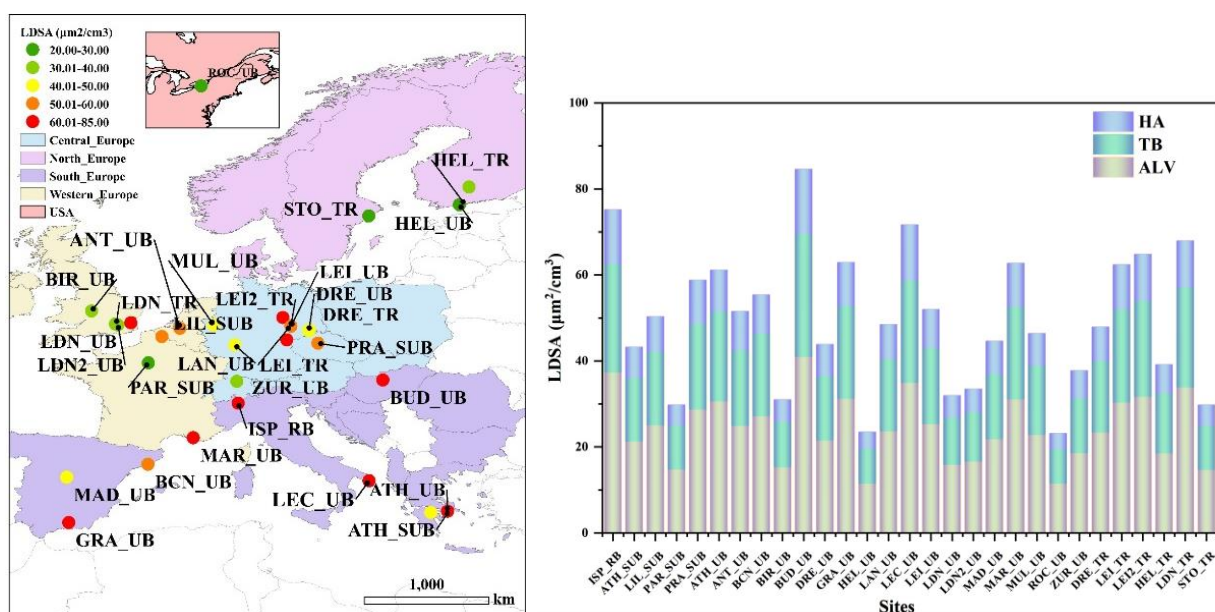 LDSA (μm2/cm3)
20.00-30.00
30.01-40.00
40.01-50.00
50.01-60.00
60.01-85.00
Central_Europe
North_Europe
South_Europe
Western_Europe
USA
ROC_UB
HEL_TR
STO_TR
HEL_UB
ANT_UB
MUL_UB
BIR_UB
LEI_UB
LDN_TR
LEI2_TR
DRE_UB
LIL_SUB
DRE_TR
LDN_UB
LDN2_UB
LAN_UB
LEI_TR
PRA_SUB
PAR_SUB
ZUR_UB
BUD_UB
ISP_RB
MAR_UB
MAD_UB
BCN_UB
LEC_UB
ATH_UB
ATH_SUB
GRA_UB
1,000
km
100
80
60
40
20
0
LDSA (μm²/cm³)
HA
TB
ALV
ISP_RB
ATH_SUB
LIL_SUB
PAR_SUB
PRA_SUB
ATH_UB
ANT_UB
BCN_UB
BIR_UB
BUD_UB
DRE_UB
GRA_UB
HEL_UB
LAN_UB
LEC_UB
LEI_UB
LDN_UB
LDN2_UB
MAD_UB
MAR_UB
MUL_UB
ROC_UB
ZUR_UB
DRE_TR
LEI_TR
LEI2_TR
HEL_TR
LDN_TR
STO_TR
Sites